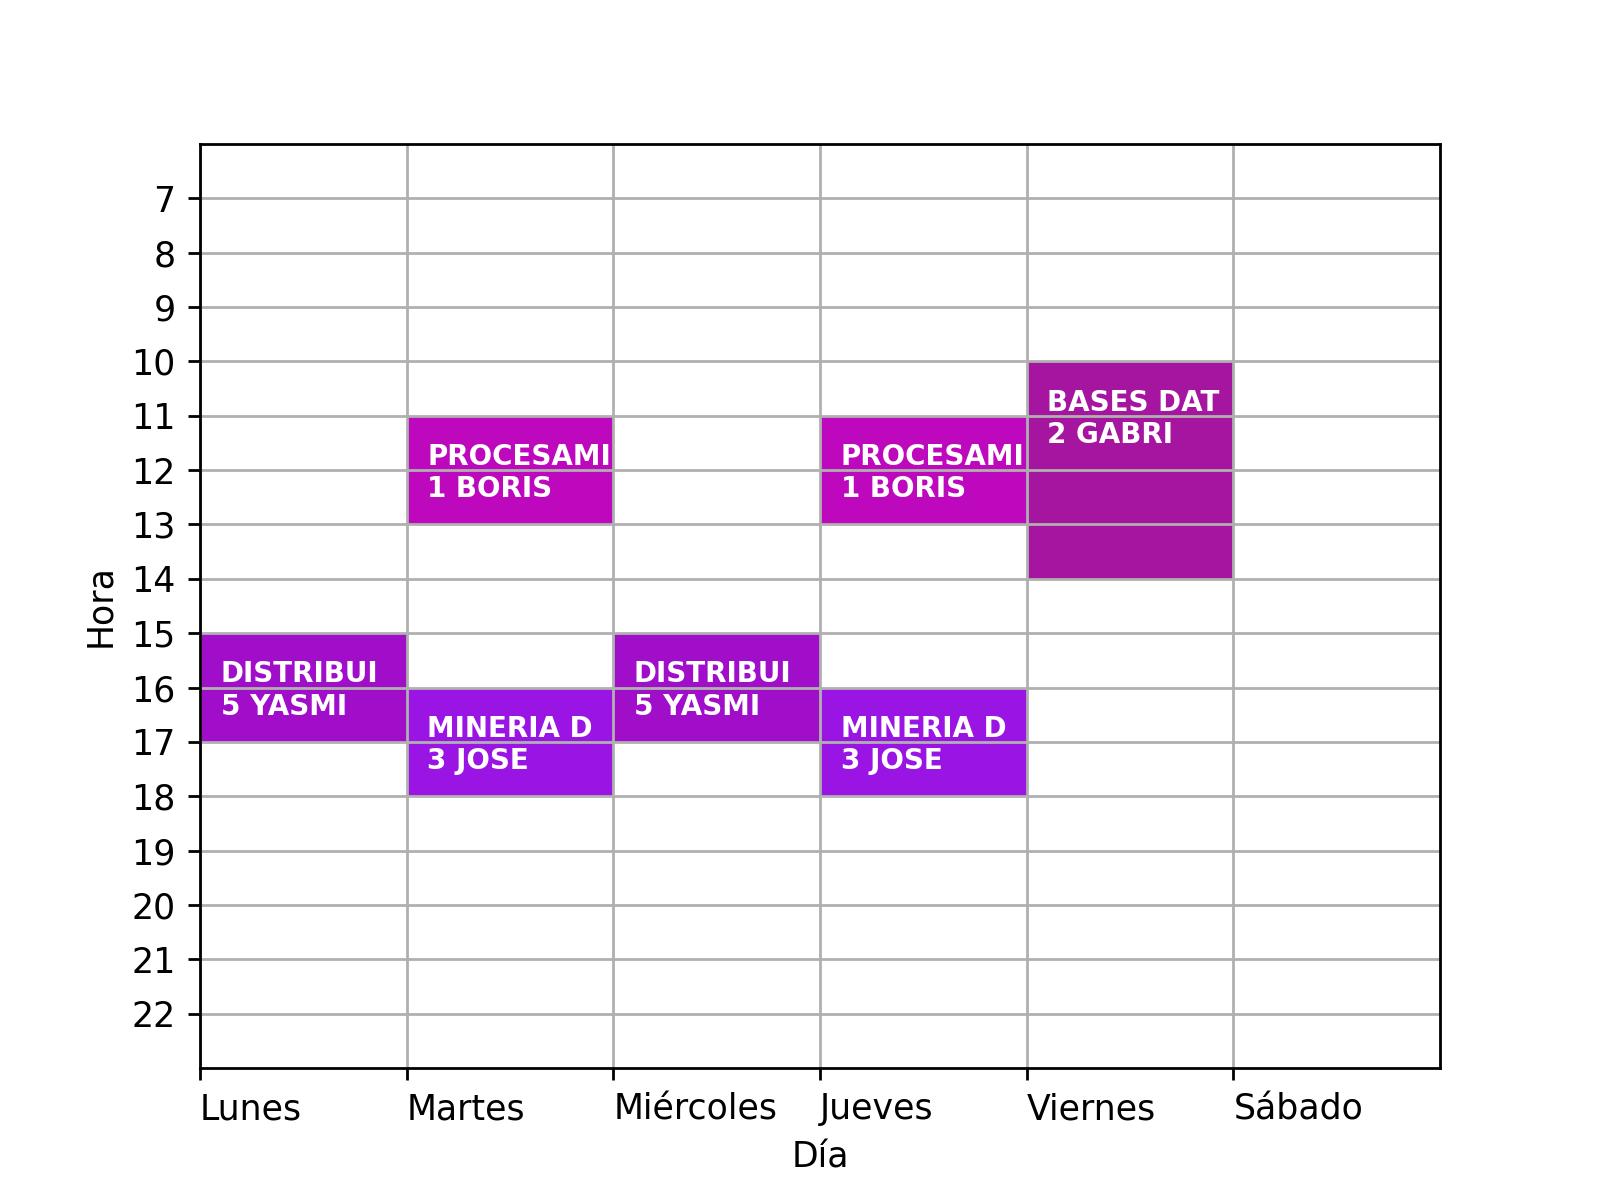 7
8
9
10
11
12
13
14
15
16
17
18
19
20
21
22
Hora
BASES DAT
2 GABRI
PROCESAMI
1 BORIS
PROCESAMI
1 BORIS
DISTRIBUI
5 YASMI
DISTRIBUI
5 YASMI
MINERIA D
3 JOSE
MINERIA D
3 JOSE
Lunes Martes Miércoles Jueves Viernes Sábado
Día